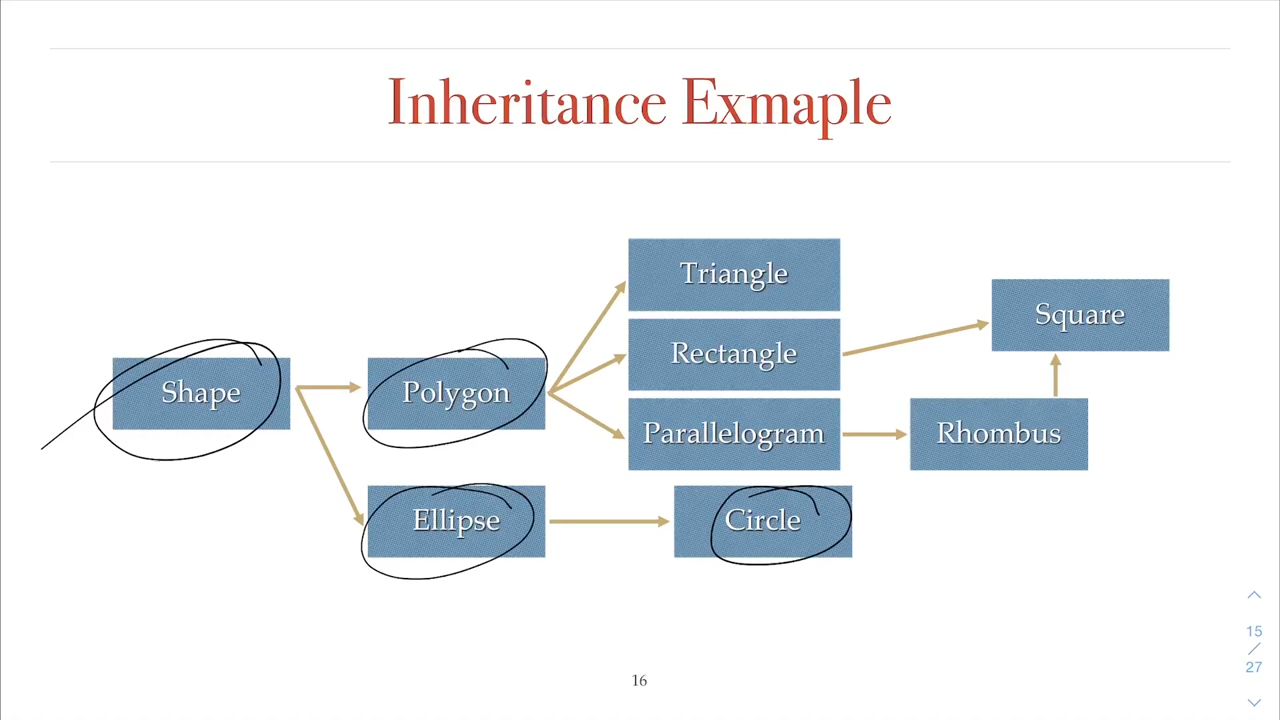 Inheritance Exmaple
Triangle
Square
Rectangle
Shape
Polygon
Parallelogram
Rhombus
Ellipse
Circle
15
/
27
16